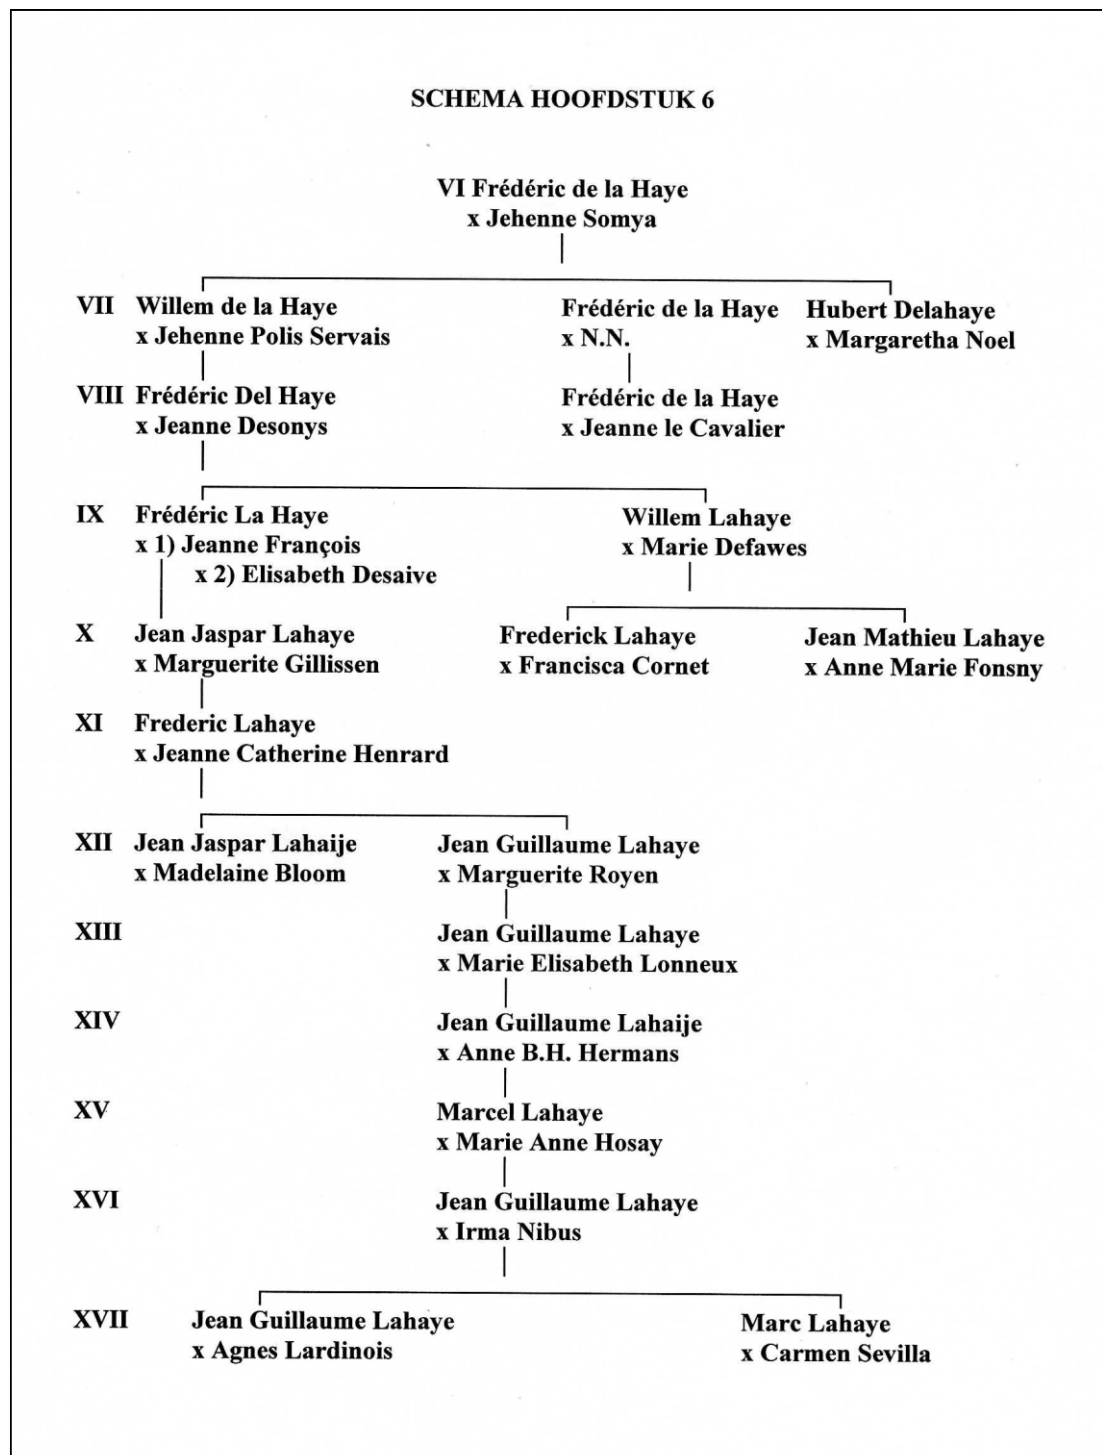 SCHEMA HOOFDSTUK 6
VI Frédéric de la Haye
x Jehenne Somya
VII Willem de la Haye Frédéric de la Haye Hubert Delahaye
x Jehenne Polis Servais x N.N. x Margaretha Noel
VIII Frédéric Del Haye Frédéric de la Haye
x Jeanne Desonys x Jeanne le Cavalier
IX Frédéric La Haye Willem Lahaye
x 1) Jeanne François x Marie Defawes
x 2) Elisabeth Desaive
X Jean Jaspar Lahaye Frederick Lahaye Jean Mathieu Lahaye
x Marguerite Gillissen x Francisca Cornet x Anne Marie Fonsny
XI Frederic Lahaye
x Jeanne Catherine Henrard
XII Jean Jaspar Lahaije Jean Guillaume Lahaye
x Madelaine Bloom x Marguerite Royen
XIII Jean Guillaume Lahaye
x Marie Elisabeth Lonneux
XIV Jean Guillaume Lahaije
x Anne B.H. Hermans
XV Marcel Lahaye
x Marie Anne Hosay
XVI Jean Guillaume Lahaye
x Irma Nibus
XVII Jean Guillaume Lahaye Marc Lahaye
x Agnes Lardinois x Carmen Sevilla